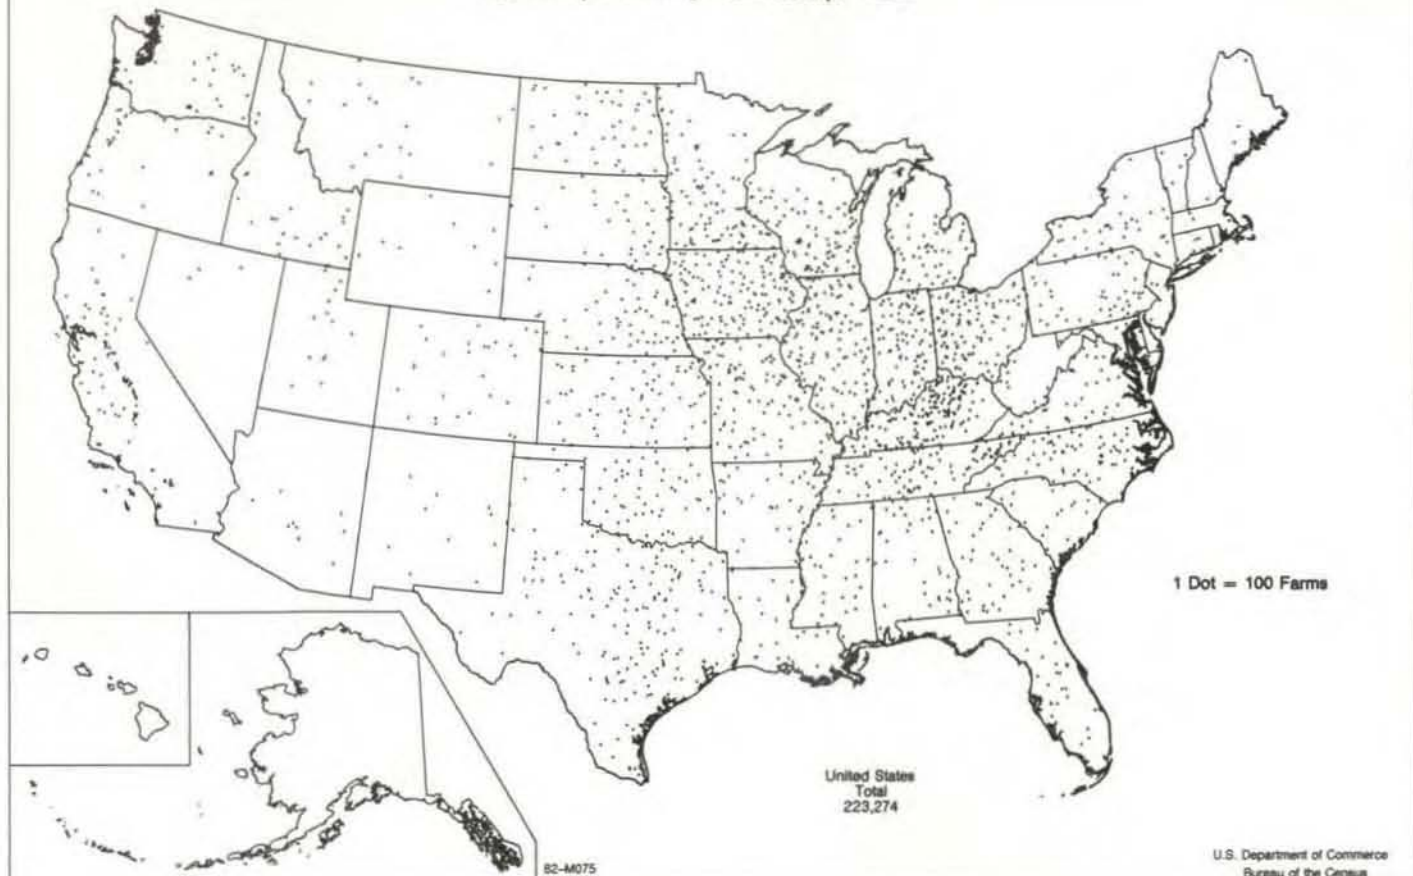 1 Dot = 100 Farms
United States
Total
223,274
82-M075
U.S. Department of Commerce
Bureau of the Census